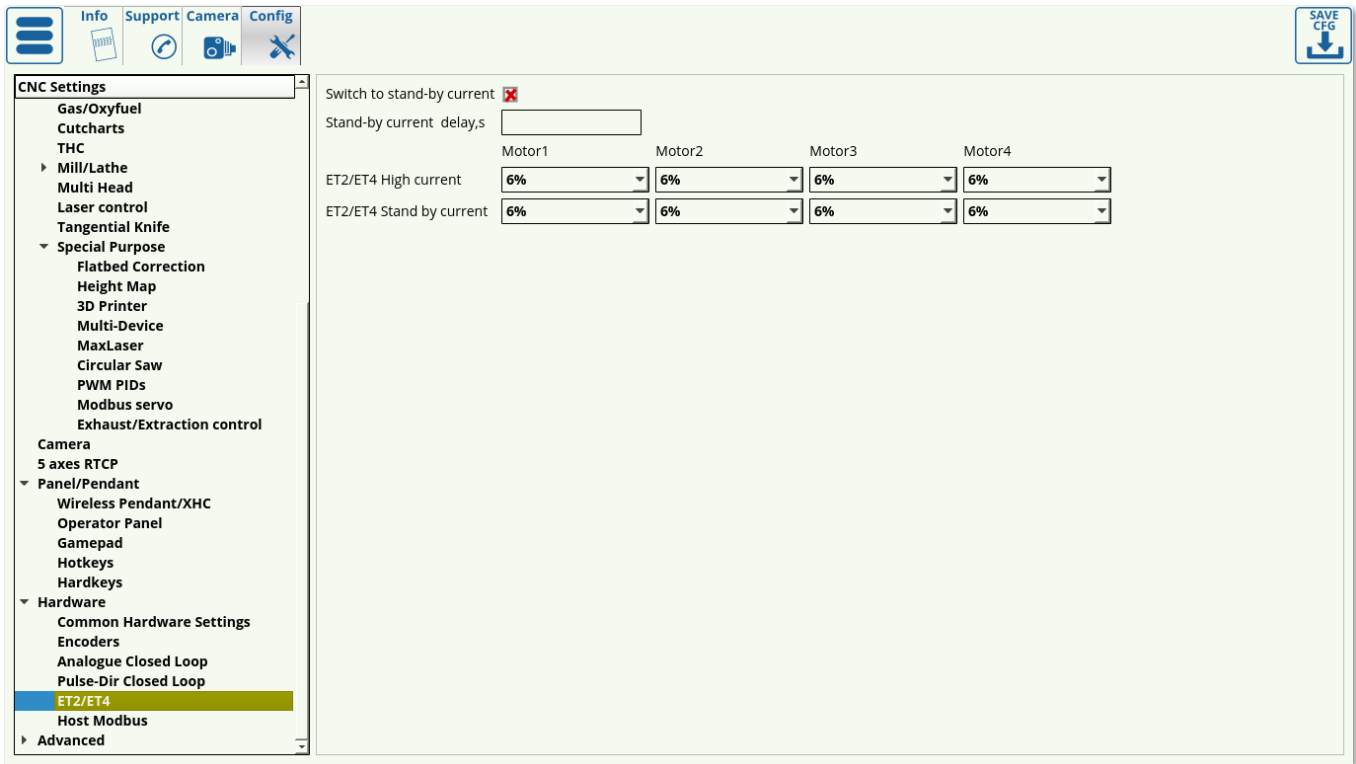 Info Support Camera Config
SAVE
CFG
CNC Settings
Gas/Oxyfuel
Cutcharts
THC
Mill/Lathe
Multi Head
Laser control
Tangential Knife
Special Purpose
Flatbed Correction
Height Map
3D Printer
Multi-Device
MaxLaser
Circular Saw
PWM PIDs
Modbus servo
Exhaust/Extraction control
Camera
5 axes RTCP
Panel/Pendant
Wireless Pendant/XHC
Operator Panel
Gamepad
Hotkeys
Hardkeys
Hardware
Common Hardware Settings
Encoders
Analogue Closed Loop
Pulse-Dir Closed Loop
ET2/ET4
Host Modbus
Advanced
Switch to stand-by current
Stand-by current delay,s
Motor1 Motor2 Motor3 Motor4
ET2/ET4 High current 6% 6% 6% 6%
ET2/ET4 Stand by current 6% 6% 6% 6%